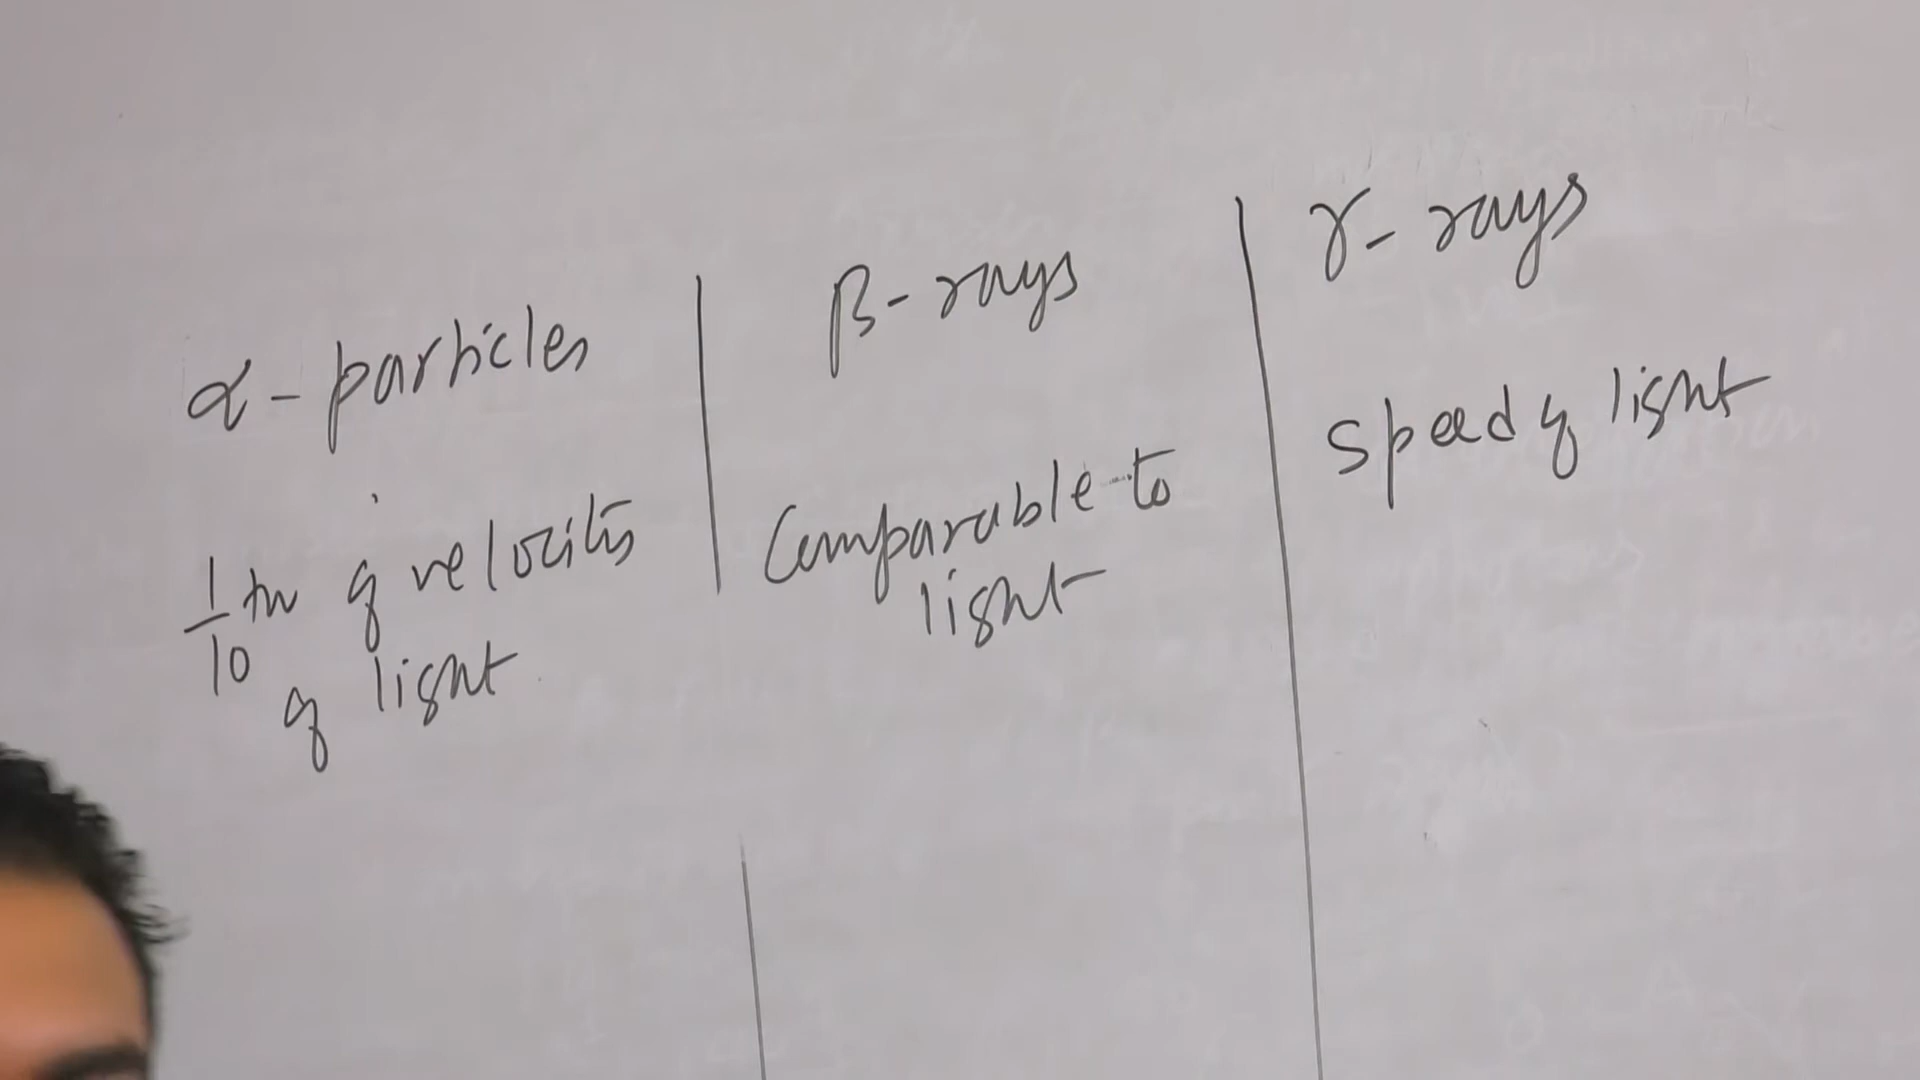 α-particles
1/10 th of velocity
of light
β-rays
Comparable to
light
γ-rays
Speed of light